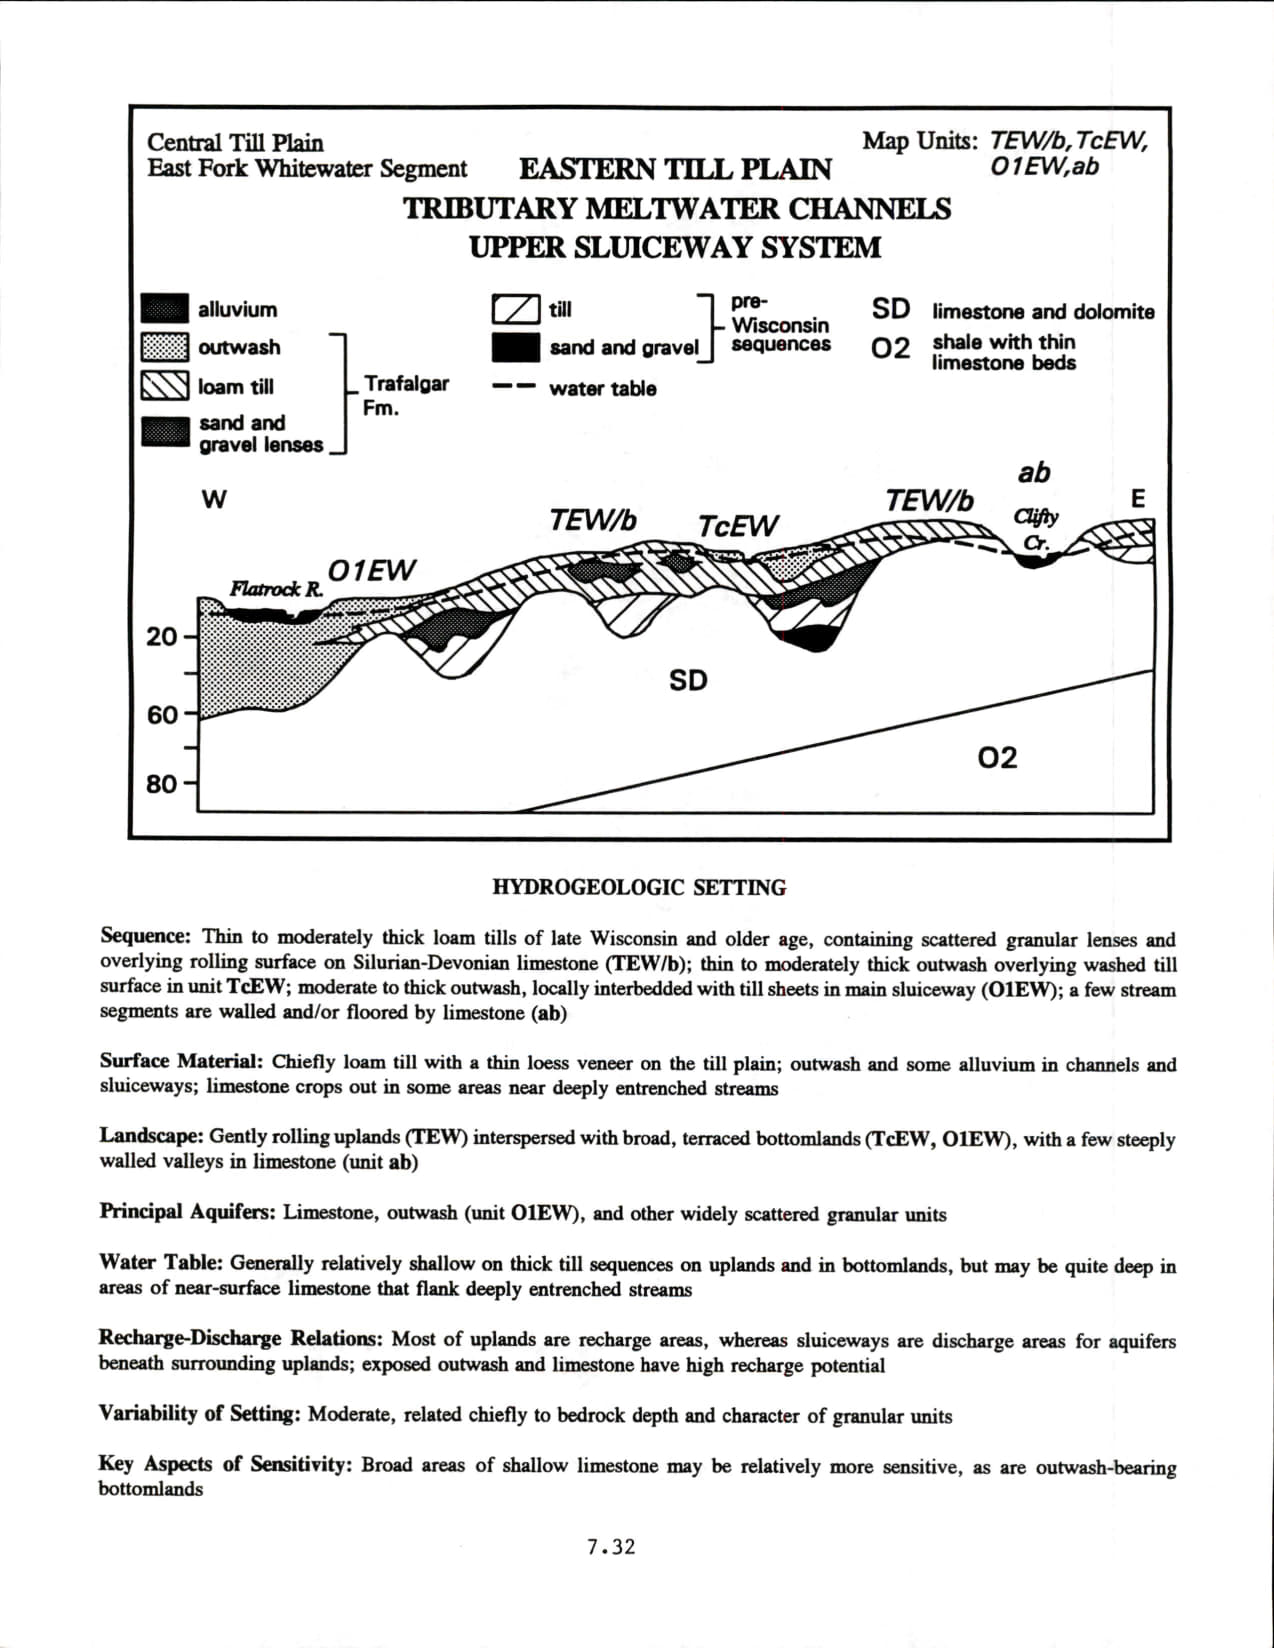 Central Till Plain
East Fork Whitewater Segment
Map Units: TEW/b, TcEW,
O1EW,ab
EASTERN TILL PLAIN
TRIBUTARY MELTWATER CHANNELS
UPPER SLUICEWAY SYSTEM
alluvium
outwash
loam till
sand and
gravel lenses
Trafalgar
Fm.
till
sand and gravel
pre-
Wisconsin
sequences
water table
SD limestone and dolomite
O2 shale with thin
limestone beds
W
E
ab
Clifty
Cr.
TEW/b
TcEW
TEW/b
O1EW
Flatrock R.
20
60
80
SD
O2
HYDROGEOLOGIC SETTING
Sequence: Thin to moderately thick loam tills of late Wisconsin and older age, containing scattered granular lenses and
overlying rolling surface on Silurian-Devonian limestone (TEW/b); thin to moderately thick outwash overlying washed till
surface in unit TcEW; moderate to thick outwash, locally interbedded with till sheets in main sluiceway (O1EW); a few stream
segments are walled and/or floored by limestone (ab)
Surface Material: Chiefly loam till with a thin loess veneer on the till plain; outwash and some alluvium in channels and
sluiceways; limestone crops out in some areas near deeply entrenched streams
Landscape: Gently rolling uplands (TEW) interspersed with broad, terraced bottomlands (TcEW, O1EW), with a few steeply
walled valleys in limestone (unit ab)
Principal Aquifers: Limestone, outwash (unit O1EW), and other widely scattered granular units
Water Table: Generally relatively shallow on thick till sequences on uplands and in bottomlands, but may be quite deep in
areas of near-surface limestone that flank deeply entrenched streams
Recharge-Discharge Relations: Most of uplands are recharge areas, whereas sluiceways are discharge areas for aquifers
beneath surrounding uplands; exposed outwash and limestone have high recharge potential
Variability of Setting: Moderate, related chiefly to bedrock depth and character of granular units
Key Aspects of Sensitivity: Broad areas of shallow limestone may be relatively more sensitive, as are outwash-bearing
bottomlands
7.32